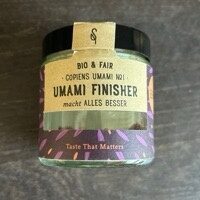 BIO & FAIR
COPIENS UMAMI NO1
UMAMI FINISHER
macht ALLES BESSER
Taste That Matters